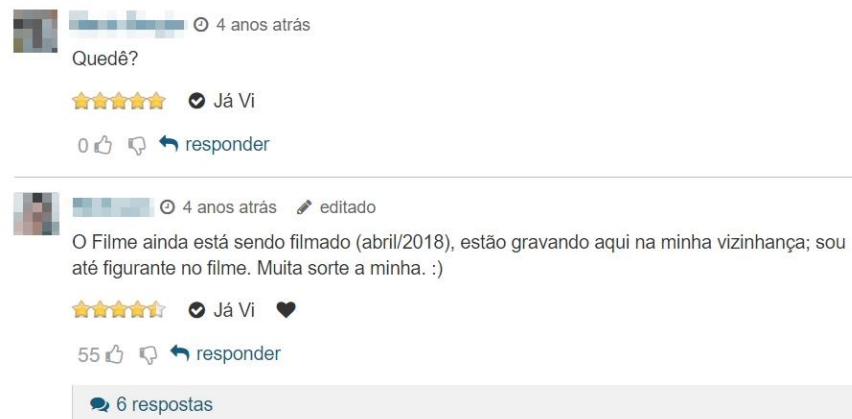 4 anos atrás
Quedê?
Já Vi
0 responder
4 anos atrás editado
O Filme ainda está sendo filmado (abril/2018), estão gravando aqui na minha vizinhança; sou
até figurante no filme. Muita sorte a minha. :)
Já Vi
55 responder
6 respostas